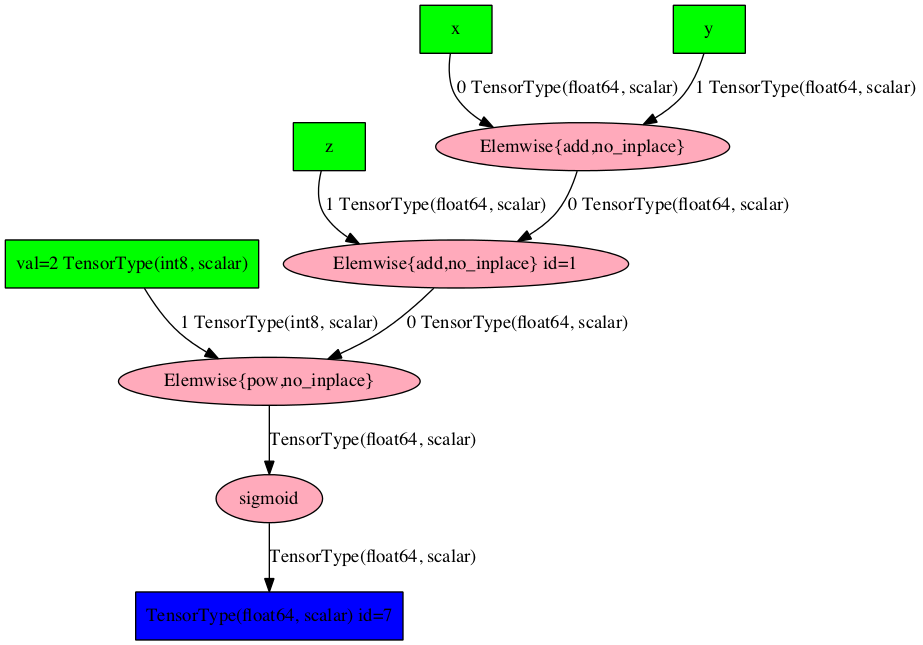 x
y
0 TensorType(float64, scalar)
1 TensorType(float64, scalar)
z
Elemwise{add,no_inplace}
1 TensorType(float64, scalar)
0 TensorType(float64, scalar)
val=2 TensorType(int8, scalar)
Elemwise{add,no_inplace} id=1
1 TensorType(int8, scalar)
0 TensorType(float64, scalar)
Elemwise{pow,no_inplace}
TensorType(float64, scalar)
sigmoid
TensorType(float64, scalar)
TensorType(float64, scalar) id=7